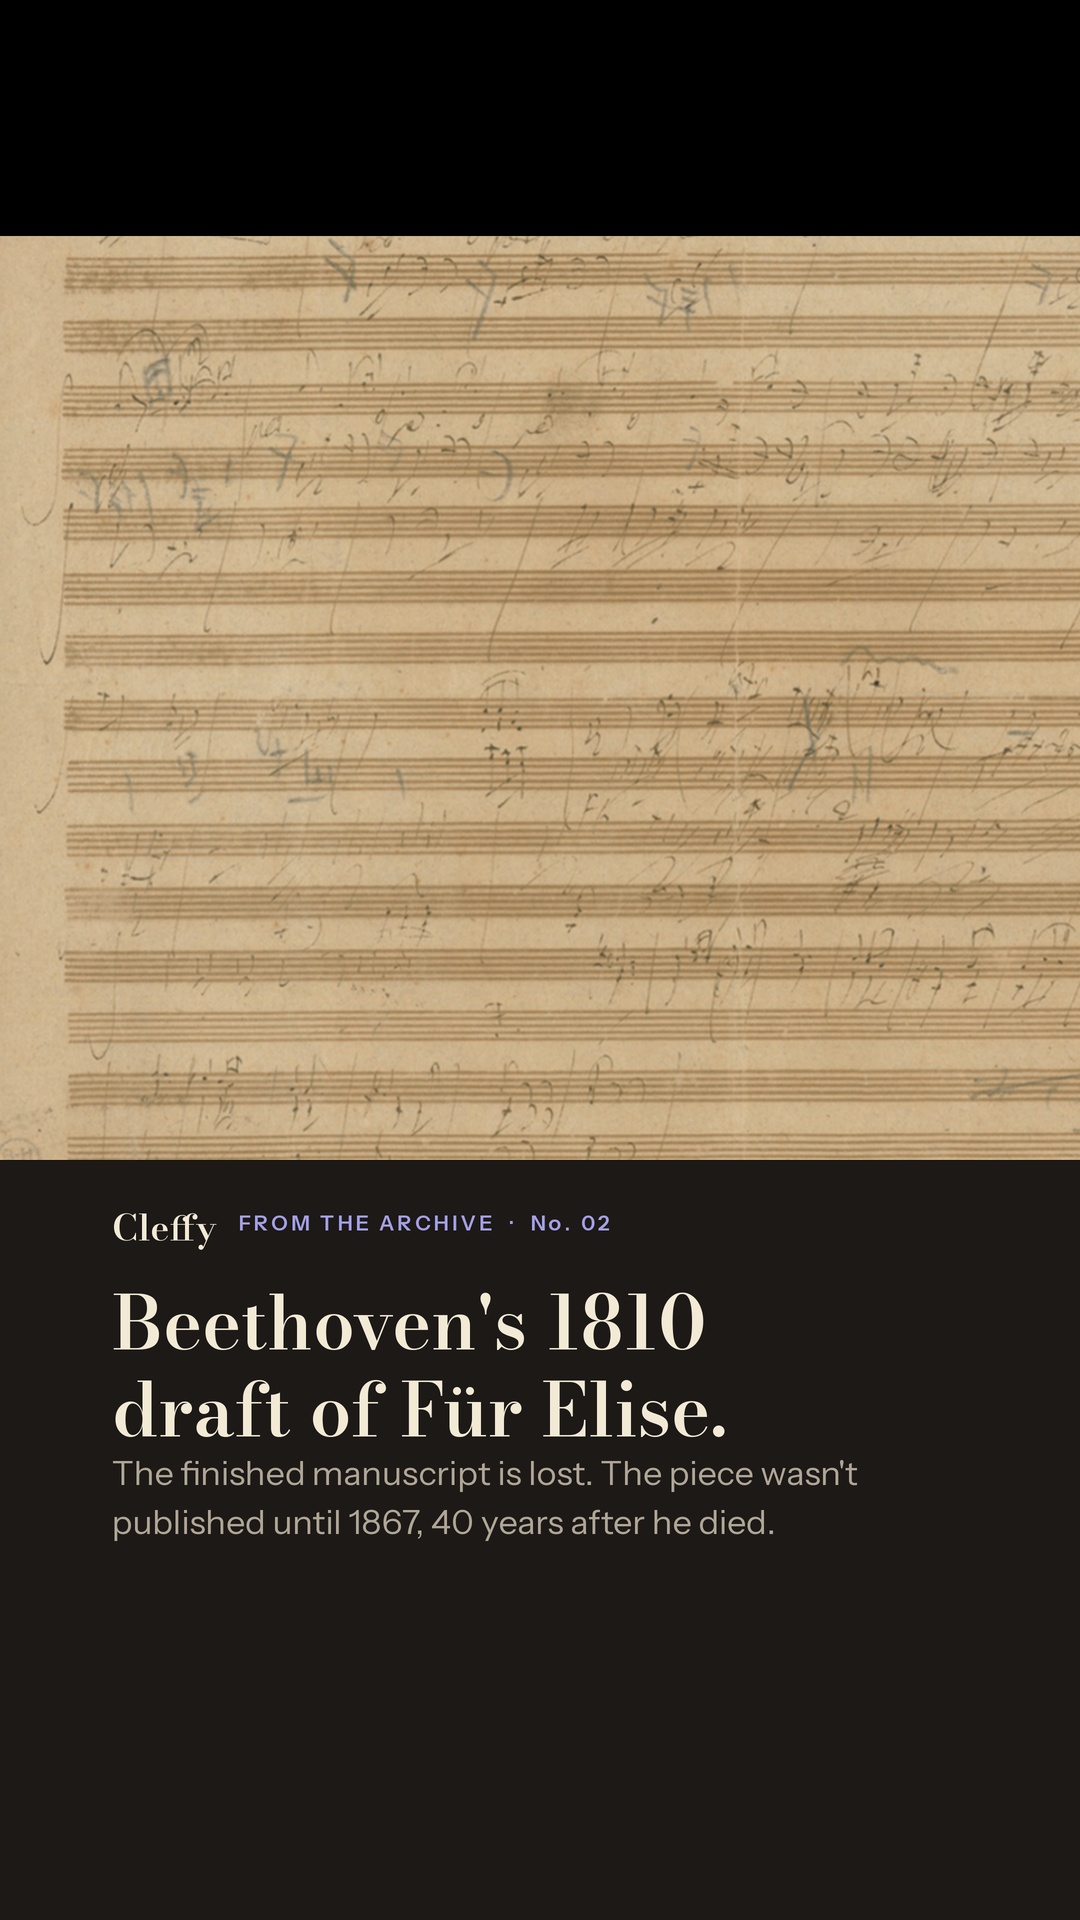 Cleffy FROM THE ARCHIVE · No. 02
Beethoven's 1810
draft of Für Elise.
The finished manuscript is lost. The piece wasn't
published until 1867, 40 years after he died.